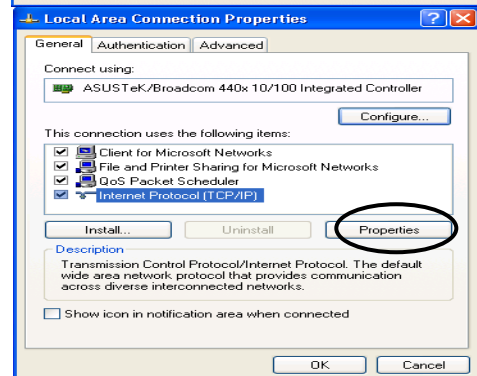 Local Area Connection Properties
General Authentication Advanced
Connect using:
ASUSTeK/Broadcom 440x 10/100 Integrated Controller
Configure...
This connection uses the following items:
Client for Microsoft Networks
File and Printer Sharing for Microsoft Networks
QoS Packet Scheduler
Internet Protocol (TCP/IP)
Install... Uninstall Properties
Description
Transmission Control Protocol/Internet Protocol. The default
wide area network protocol that provides communication
across diverse interconnected networks.
Show icon in notification area when connected
OK Cancel